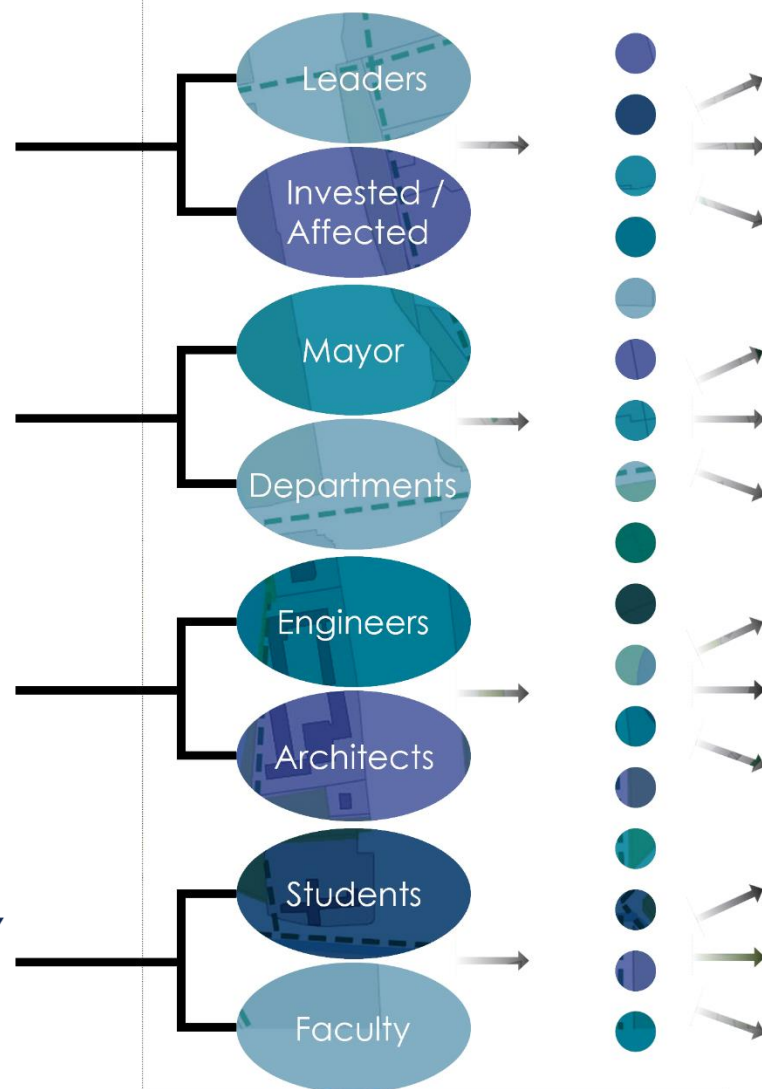 Leaders
Invested /
Affected
Mayor
Departments
Engineers
Architects
Students
Faculty